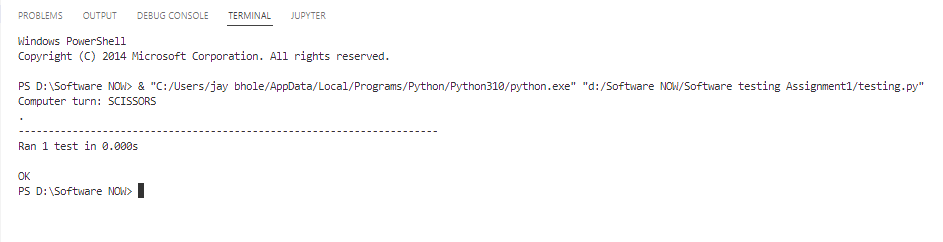 PROBLEMS OUTPUT DEBUG CONSOLE TERMINAL JUPYTER
Windows PowerShell
Copyright (C) 2014 Microsoft Corporation. All rights reserved.
PS D:\Software NOW> & "C:/Users/jay bhole/AppData/Local/Programs/Python/Python310/python.exe" "d:/Software NOW/Software testing Assignment1/testing.py"
Computer turn: SCISSORS
.
----------------------------------------------------------------------
Ran 1 test in 0.000s
OK
PS D:\Software NOW>